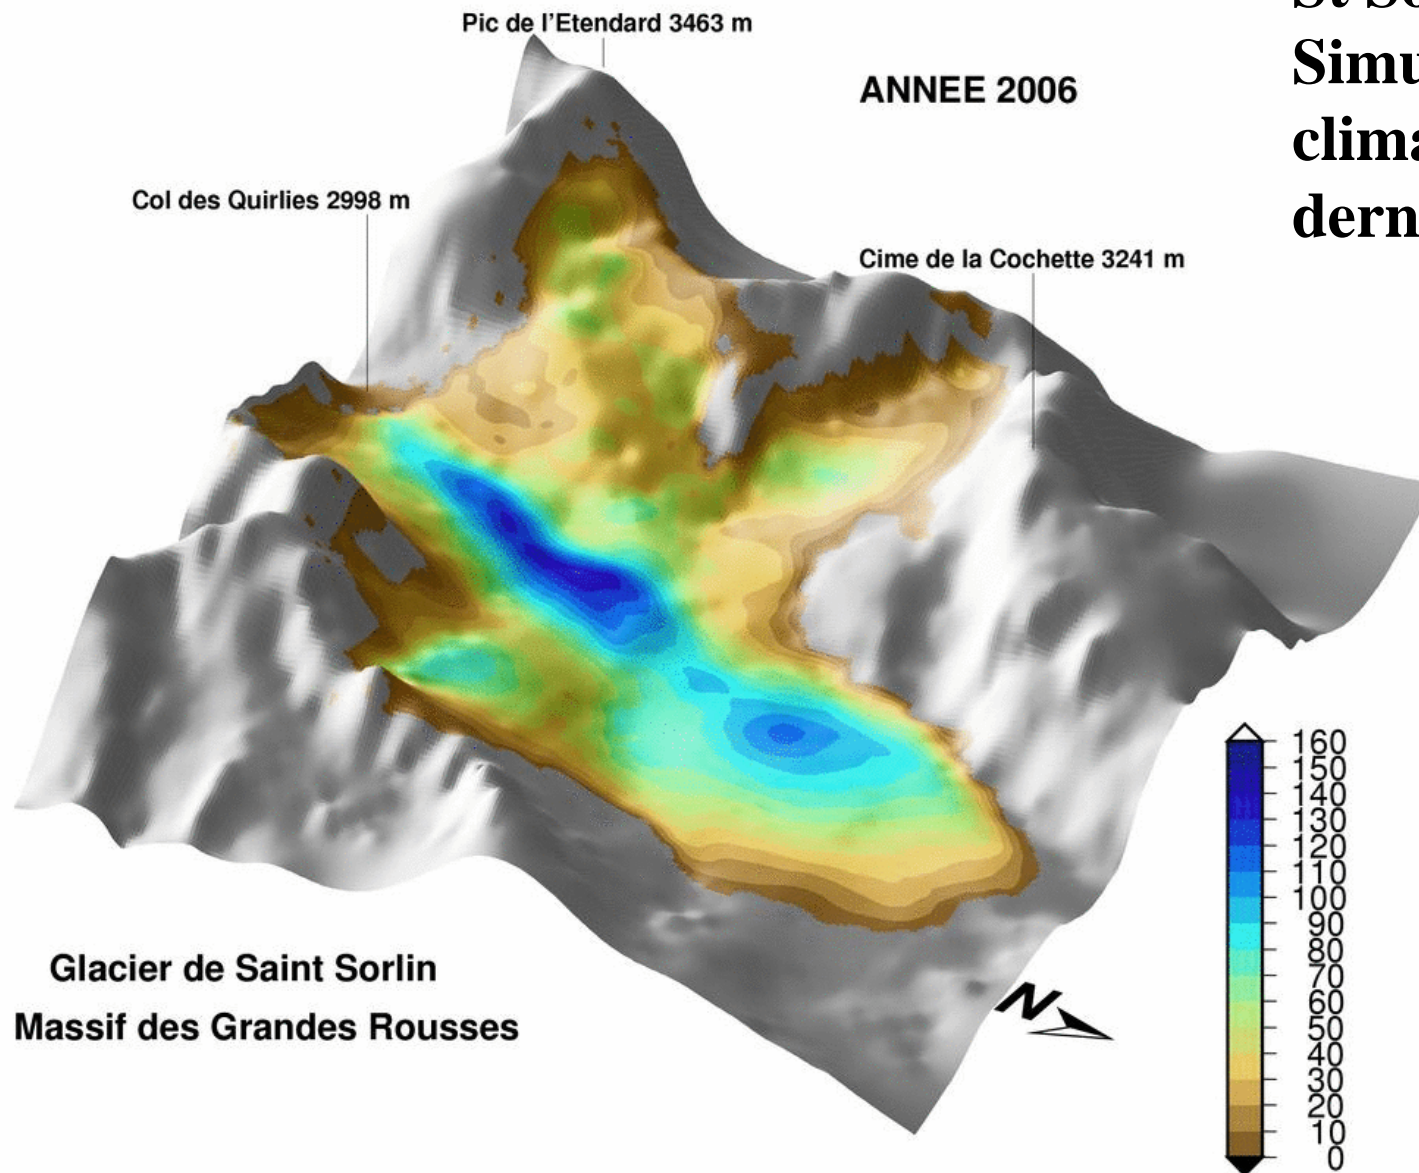 Pic de l'Etendard 3463 m
ANNEE 2006
Simu
clima
dern
Col des Quirlies 2998 m
Cime de la Cochette 3241 m
160
150
140
130
120
110
100
90
80
70
60
50
40
30
20
10
0
Glacier de Saint Sorlin
Massif des Grandes Rousses
N